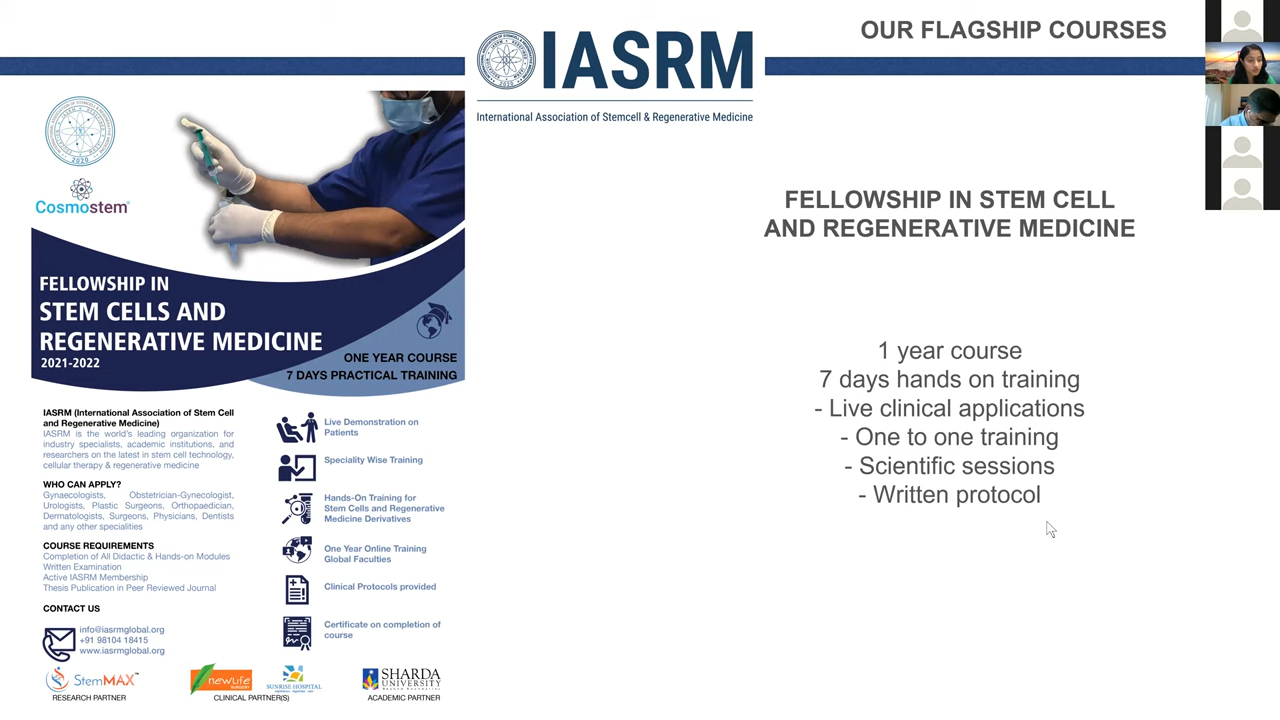 OUR FLAGSHIP COURSES
IASRM
International Association of Stemcell & Regenerative Medicine
2020
Cosmostem
FELLOWSHIP IN
STEM CELLS AND
REGENERATIVE MEDICINE
2021-2022
ONE YEAR COURSE
7 DAYS PRACTICAL TRAINING
IASRM (International Association of Stem Cell
and Regenerative Medicine)
IASRM is the world's leading organization for
industry specialists, academic institutions, and
researchers on the latest in stem cell technology,
cellular therapy & regenerative medicine
WHO CAN APPLY?
Gynaecologists, Obstetrician-Gynecologist,
Urologists, Plastic Surgeons, Orthopaedician,
Dermatologists, Surgeons, Physicians, Dentists
and any other specialities
COURSE REQUIREMENTS
Completion of All Didactic & Hands-on Modules
Written Examination
Active IASRM Membership
Thesis Publication in Peer Reviewed Journal
CONTACT US
info@iasrmglobal.org
+91 98104 18415
www.iasrmglobal.org
Live Demonstration on
Patients
Speciality Wise Training
Hands-On Training for
Stem Cells and Regenerative
Medicine Derivatives
One Year Online Training
Global Faculties
Clinical Protocols provided
Certificate on completion of
course
StemMAX™
RESEARCH PARTNER
newLife
SURGERY
SUNRISE HOSPITAL
CLINICAL PARTNER(S)
SHARDA
UNIVERSITY
ACADEMIC PARTNER
FELLOWSHIP IN STEM CELL
AND REGENERATIVE MEDICINE
1 year course
7 days hands on training
- Live clinical applications
- One to one training
- Scientific sessions
- Written protocol